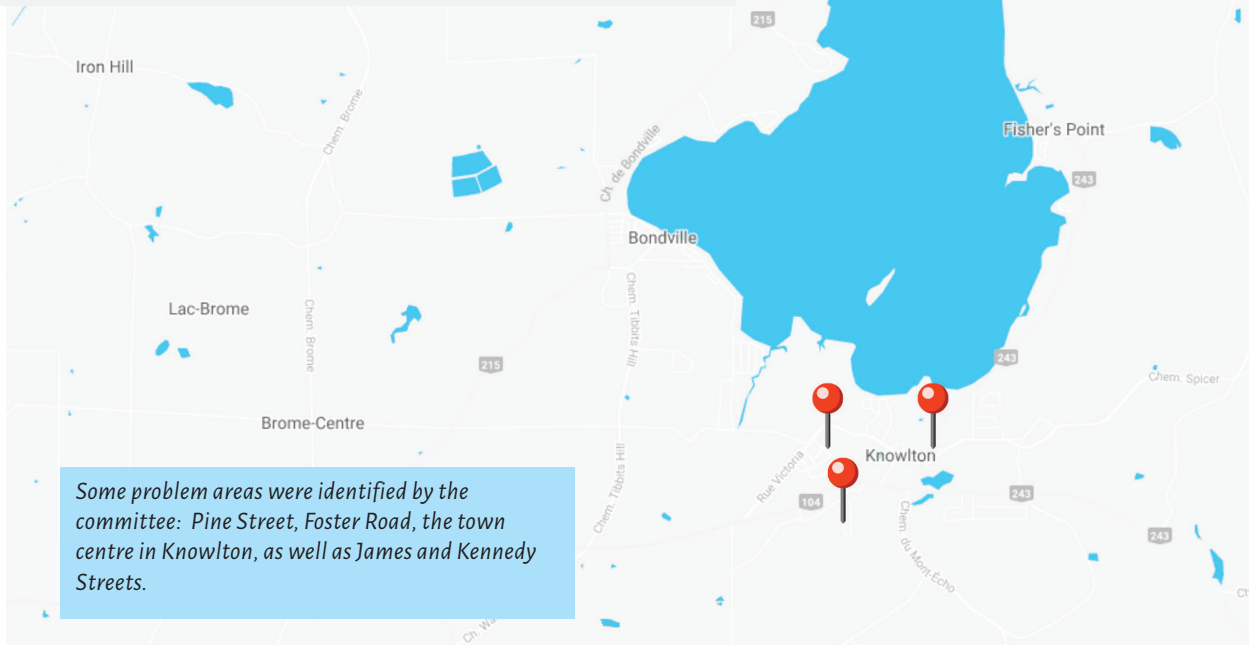 215
Iron Hill
Chem. Brome
Fisher's Point
Ch. de Bondville
243
Bondville
Lac-Brome
Chem. Brome
Chem. Tibbits Hill
215
243
Chem. Spicer
Brome-Centre
Knowlton
Rue Victoria
Chem. Tibbits Hill
104
243
243
Chem. du Mont-Écho
Some problem areas were identified by the
committee:  Pine Street, Foster Road, the town
centre in Knowlton, as well as James and Kennedy
Streets.